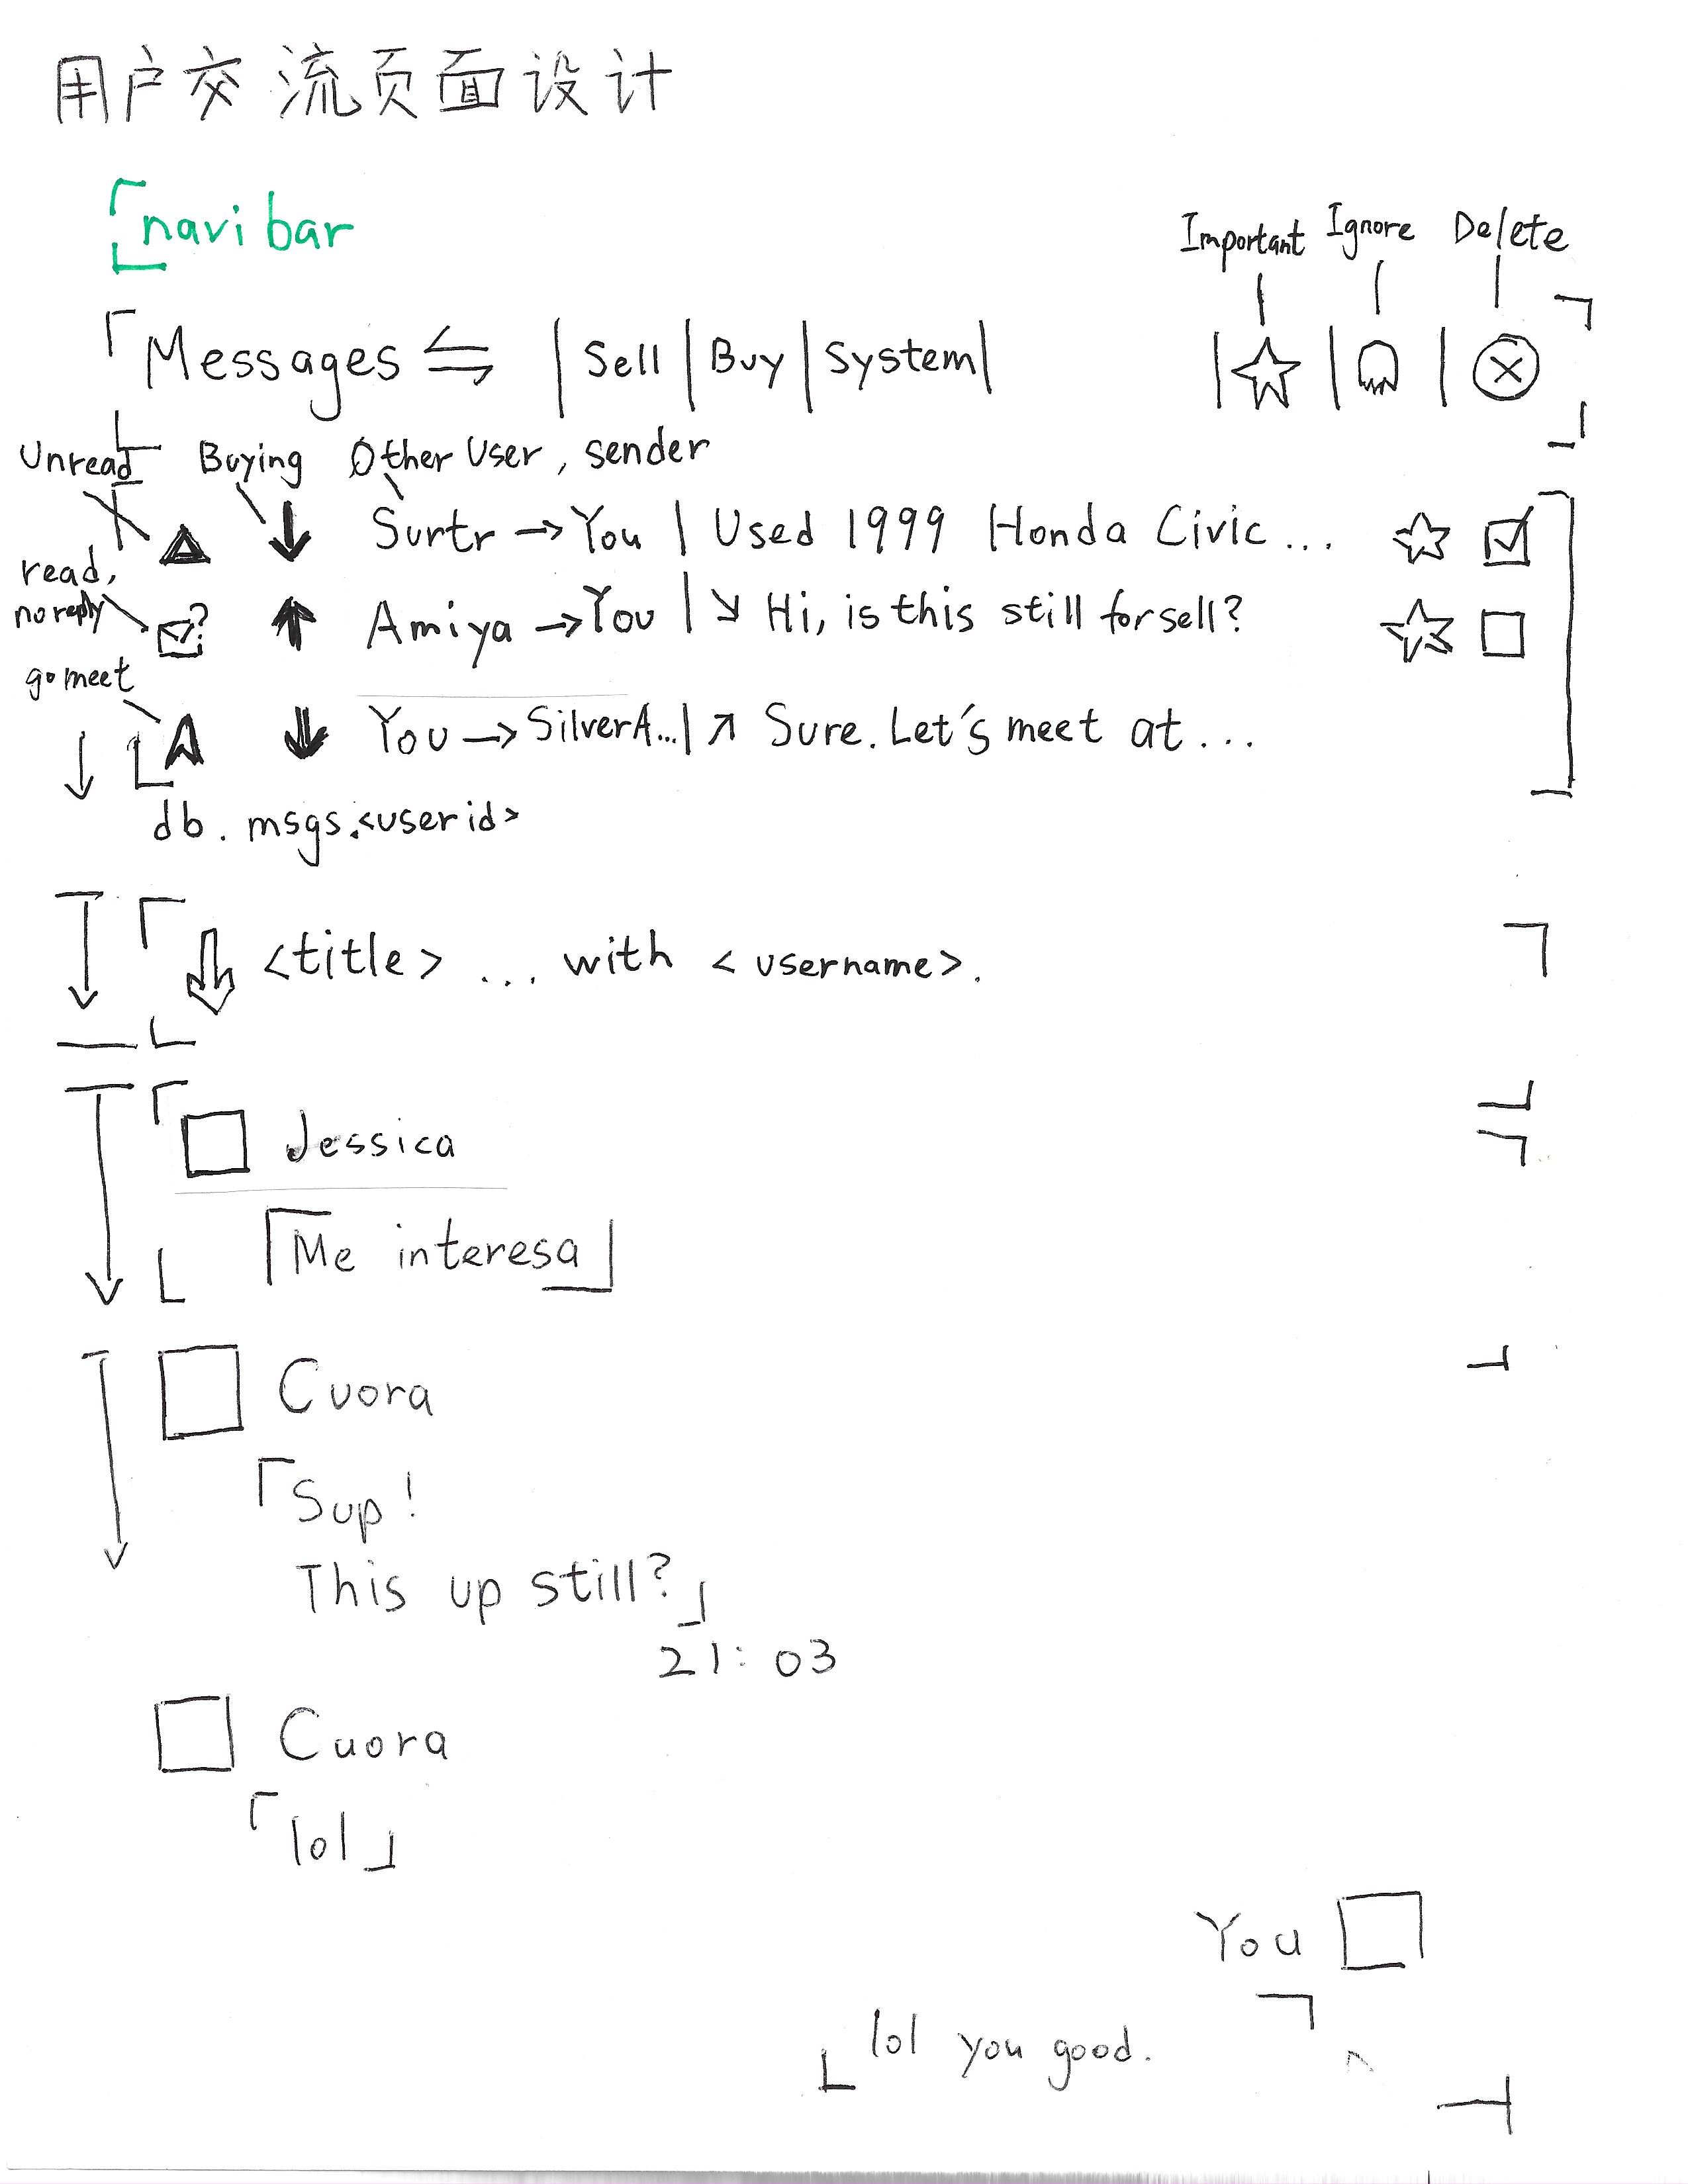 用户交流页面设计
navi bar
Important Ignore Delete
Messages ⇋ | Sell | Buy | System |
Unread Buying Other User, sender
Surtr → You | Used 1999 Honda Civic ...
read, no reply
Amiya → You | ↘ Hi, is this still for sell?
go meet
You → SilverA...| ↗ Sure. Let's meet at ...
db. msgs.<userid>
<title> ... with <username>.
Jessica
「Me interesa」
Cuora
「Sup!
This up still?」
21:03
Cuora
「lol」
You
lol you good.